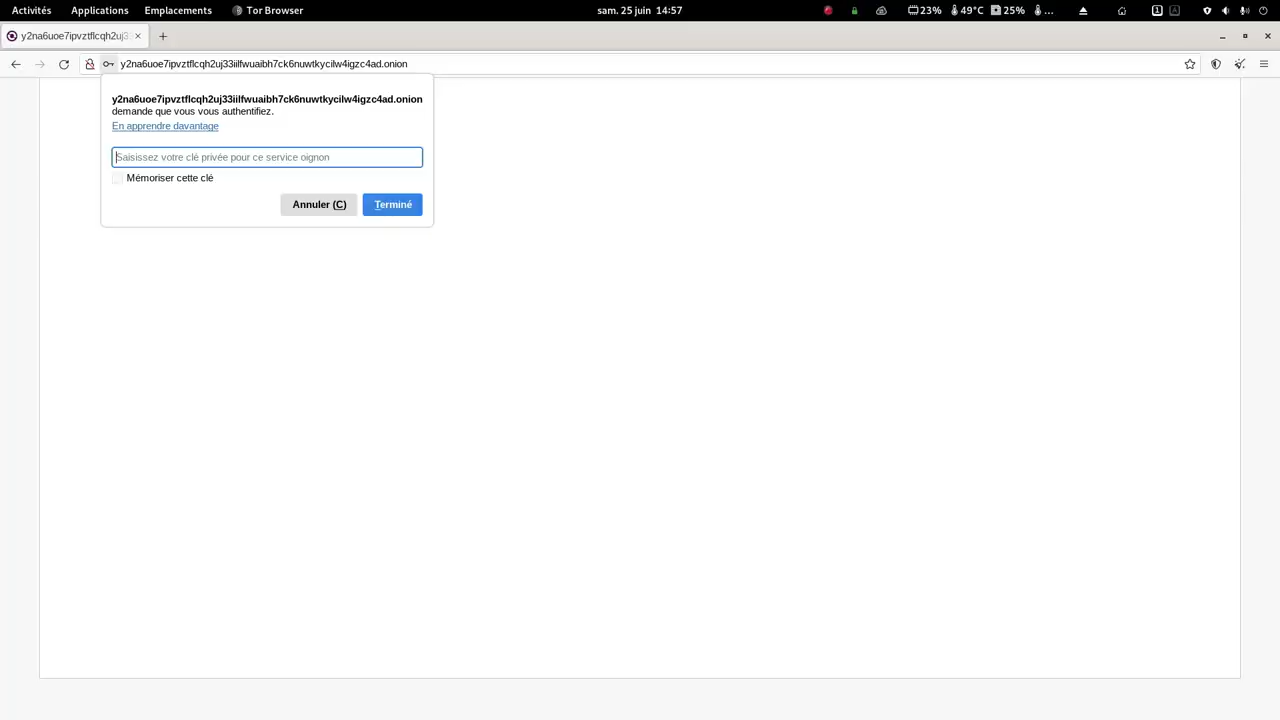 Activités Applications Emplacements Tor Browser sam. 25 juin 14:57 23% 49°C 25% ... 1 A
y2na6uoe7ipvztflcqh2uj3
y2na6uoe7ipvztflcqh2uj33iilfwuaibh7ck6nuwtkycilw4igzc4ad.onion
y2na6uoe7ipvztflcqh2uj33iilfwuaibh7ck6nuwtkycilw4igzc4ad.onion
demande que vous vous authentifiez.
En apprendre davantage
Saisissez votre clé privée pour ce service oignon
Mémoriser cette clé
Annuler (C) Terminé